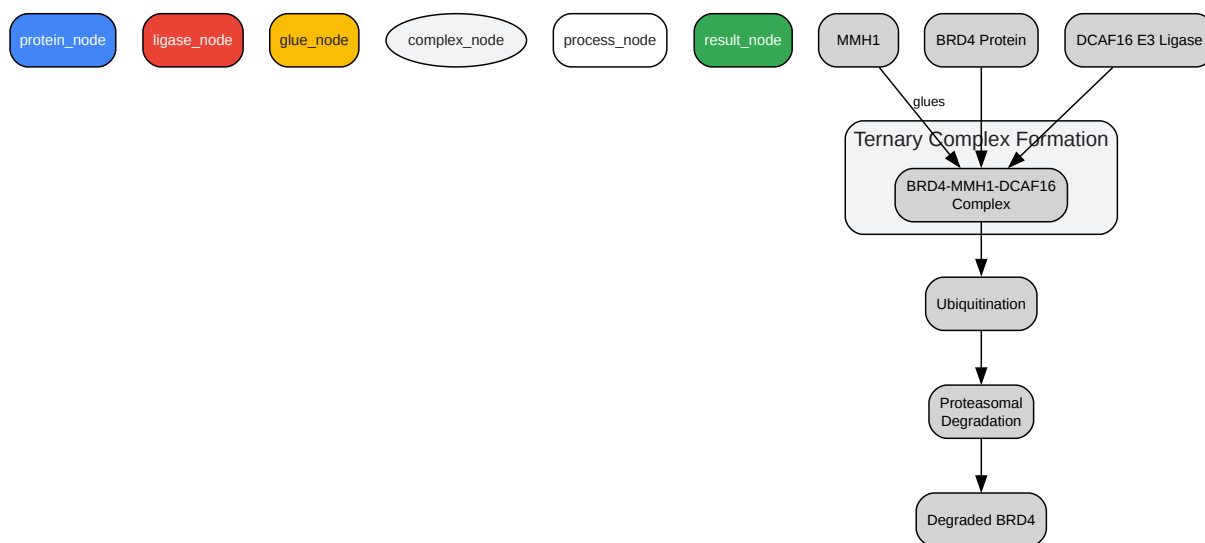 protein_node
ligase_node
glue_node
complex_node
process_node
result_node
MMH1
BRD4 Protein
DCAF16 E3 Ligase
glues
Ternary Complex Formation
BRD4-MMH1-DCAF16
Complex
Ubiquitination
Proteasomal
Degradation
Degraded BRD4